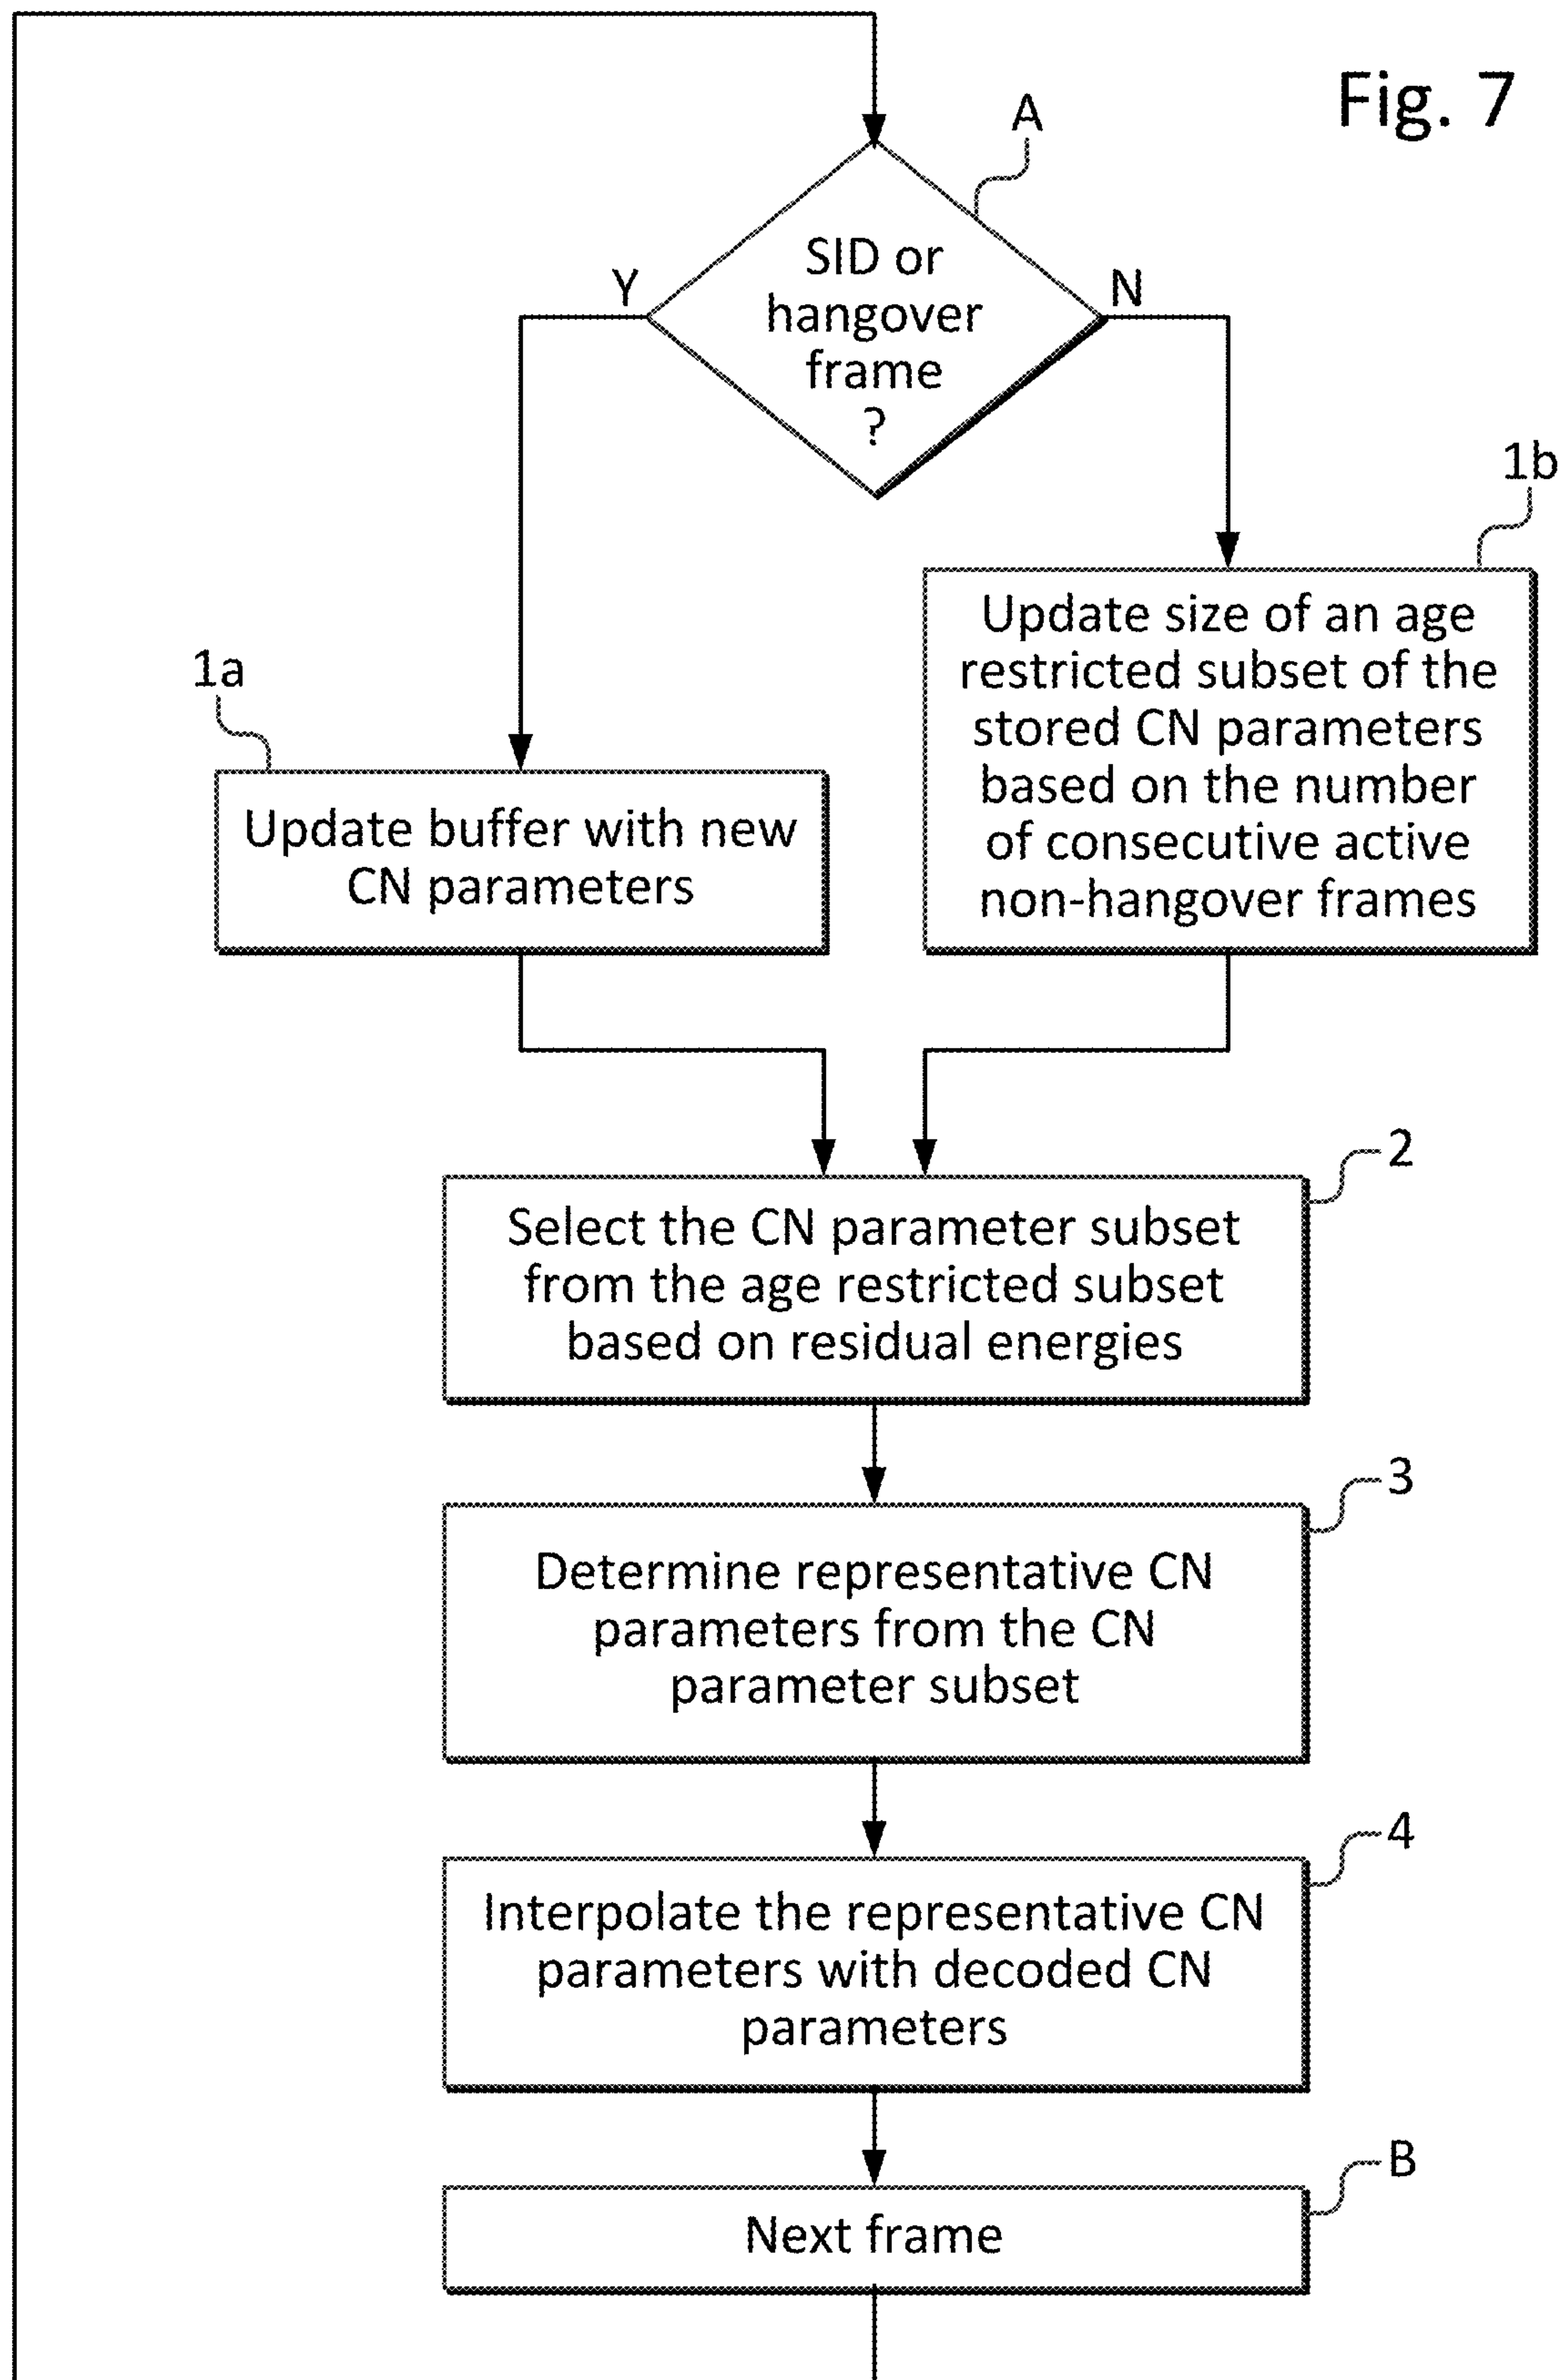 Fig. 7
A
SID or
hangover
frame
?
Y
N
1b
Update size of an age
restricted subset of the
stored CN parameters
based on the number
of consecutive active
non-hangover frames
1a
Update buffer with new
CN parameters
2
Select the CN parameter subset
from the age restricted subset
based on residual energies
3
Determine representative CN
parameters from the CN
parameter subset
4
Interpolate the representative CN
parameters with decoded CN
parameters
B
Next frame